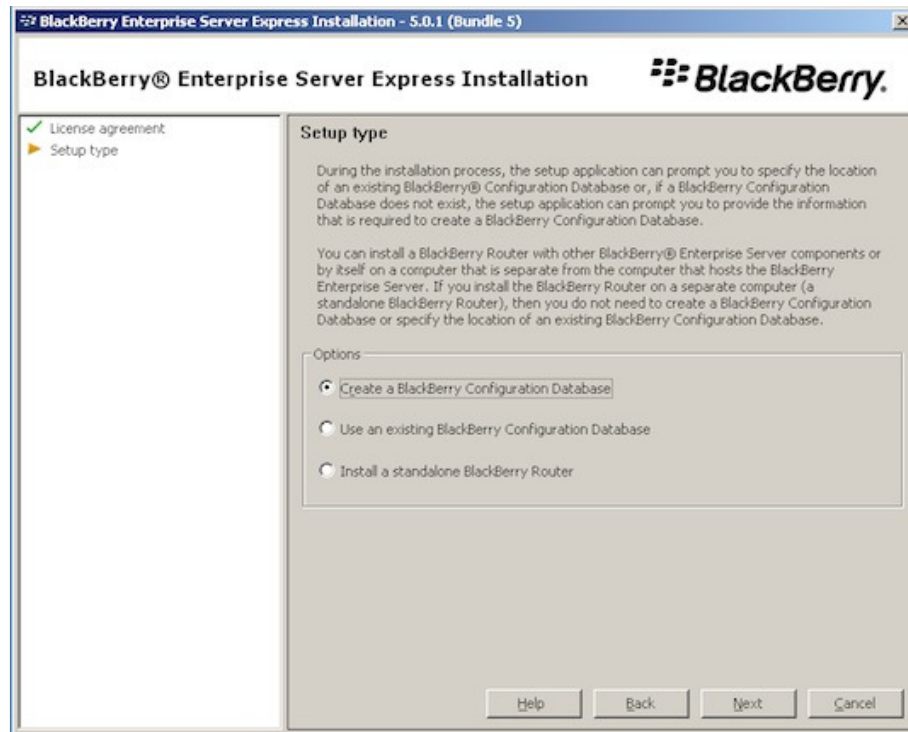 BlackBerry Enterprise Server Express Installation - 5.0.1 (Bundle 5)
BlackBerry® Enterprise Server Express Installation
BlackBerry.
License agreement
Setup type
Setup type
During the installation process, the setup application can prompt you to specify the location
of an existing BlackBerry® Configuration Database or, if a BlackBerry Configuration
Database does not exist, the setup application can prompt you to provide the information
that is required to create a BlackBerry Configuration Database.
You can install a BlackBerry Router with other BlackBerry® Enterprise Server components or
by itself on a computer that is separate from the computer that hosts the BlackBerry
Enterprise Server. If you install the BlackBerry Router on a separate computer (a
standalone BlackBerry Router), then you do not need to create a BlackBerry Configuration
Database or specify the location of an existing BlackBerry Configuration Database.
Options
Create a BlackBerry Configuration Database
Use an existing BlackBerry Configuration Database
Install a standalone BlackBerry Router
Help
Back
Next
Cancel